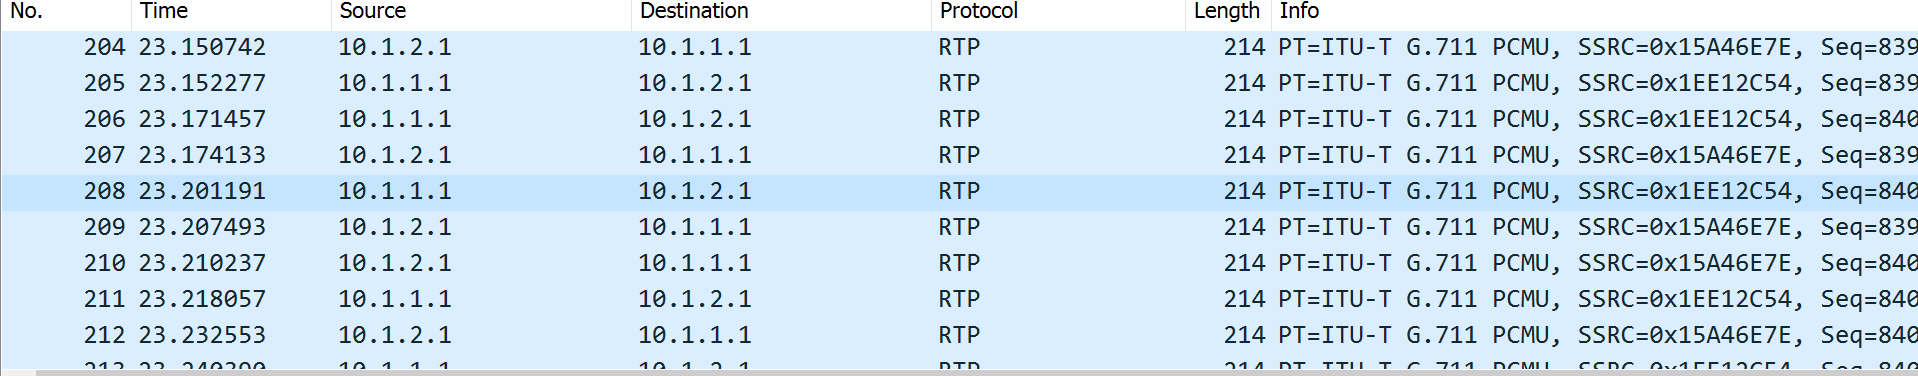 No. Time Source Destination Protocol Length Info
204 23.150742 10.1.2.1 10.1.1.1 RTP 214 PT=ITU-T G.711 PCMU, SSRC=0x15A46E7E, Seq=839
205 23.152277 10.1.1.1 10.1.2.1 RTP 214 PT=ITU-T G.711 PCMU, SSRC=0x1EE12C54, Seq=839
206 23.171457 10.1.1.1 10.1.2.1 RTP 214 PT=ITU-T G.711 PCMU, SSRC=0x1EE12C54, Seq=840
207 23.174133 10.1.2.1 10.1.1.1 RTP 214 PT=ITU-T G.711 PCMU, SSRC=0x15A46E7E, Seq=839
208 23.201191 10.1.1.1 10.1.2.1 RTP 214 PT=ITU-T G.711 PCMU, SSRC=0x1EE12C54, Seq=840
209 23.207493 10.1.2.1 10.1.1.1 RTP 214 PT=ITU-T G.711 PCMU, SSRC=0x15A46E7E, Seq=839
210 23.210237 10.1.2.1 10.1.1.1 RTP 214 PT=ITU-T G.711 PCMU, SSRC=0x15A46E7E, Seq=840
211 23.218057 10.1.1.1 10.1.2.1 RTP 214 PT=ITU-T G.711 PCMU, SSRC=0x1EE12C54, Seq=840
212 23.232553 10.1.2.1 10.1.1.1 RTP 214 PT=ITU-T G.711 PCMU, SSRC=0x15A46E7E, Seq=840